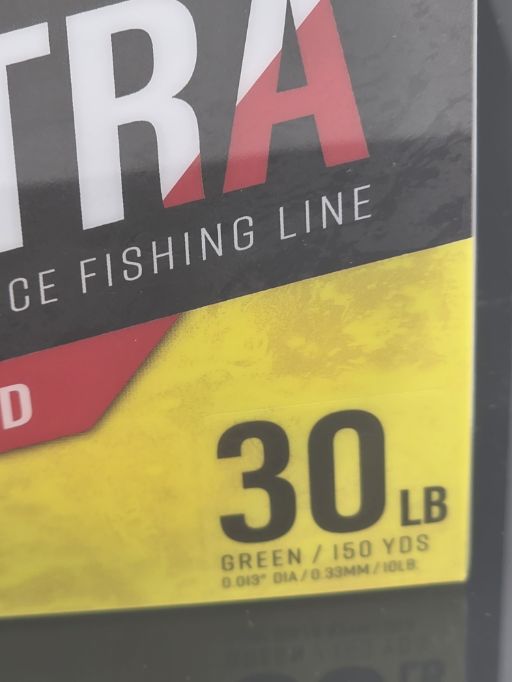 TRA
CE FISHING LINE
D
30 LB
GREEN / 150 YDS
0.013" DIA / 0.33MM / 10LB